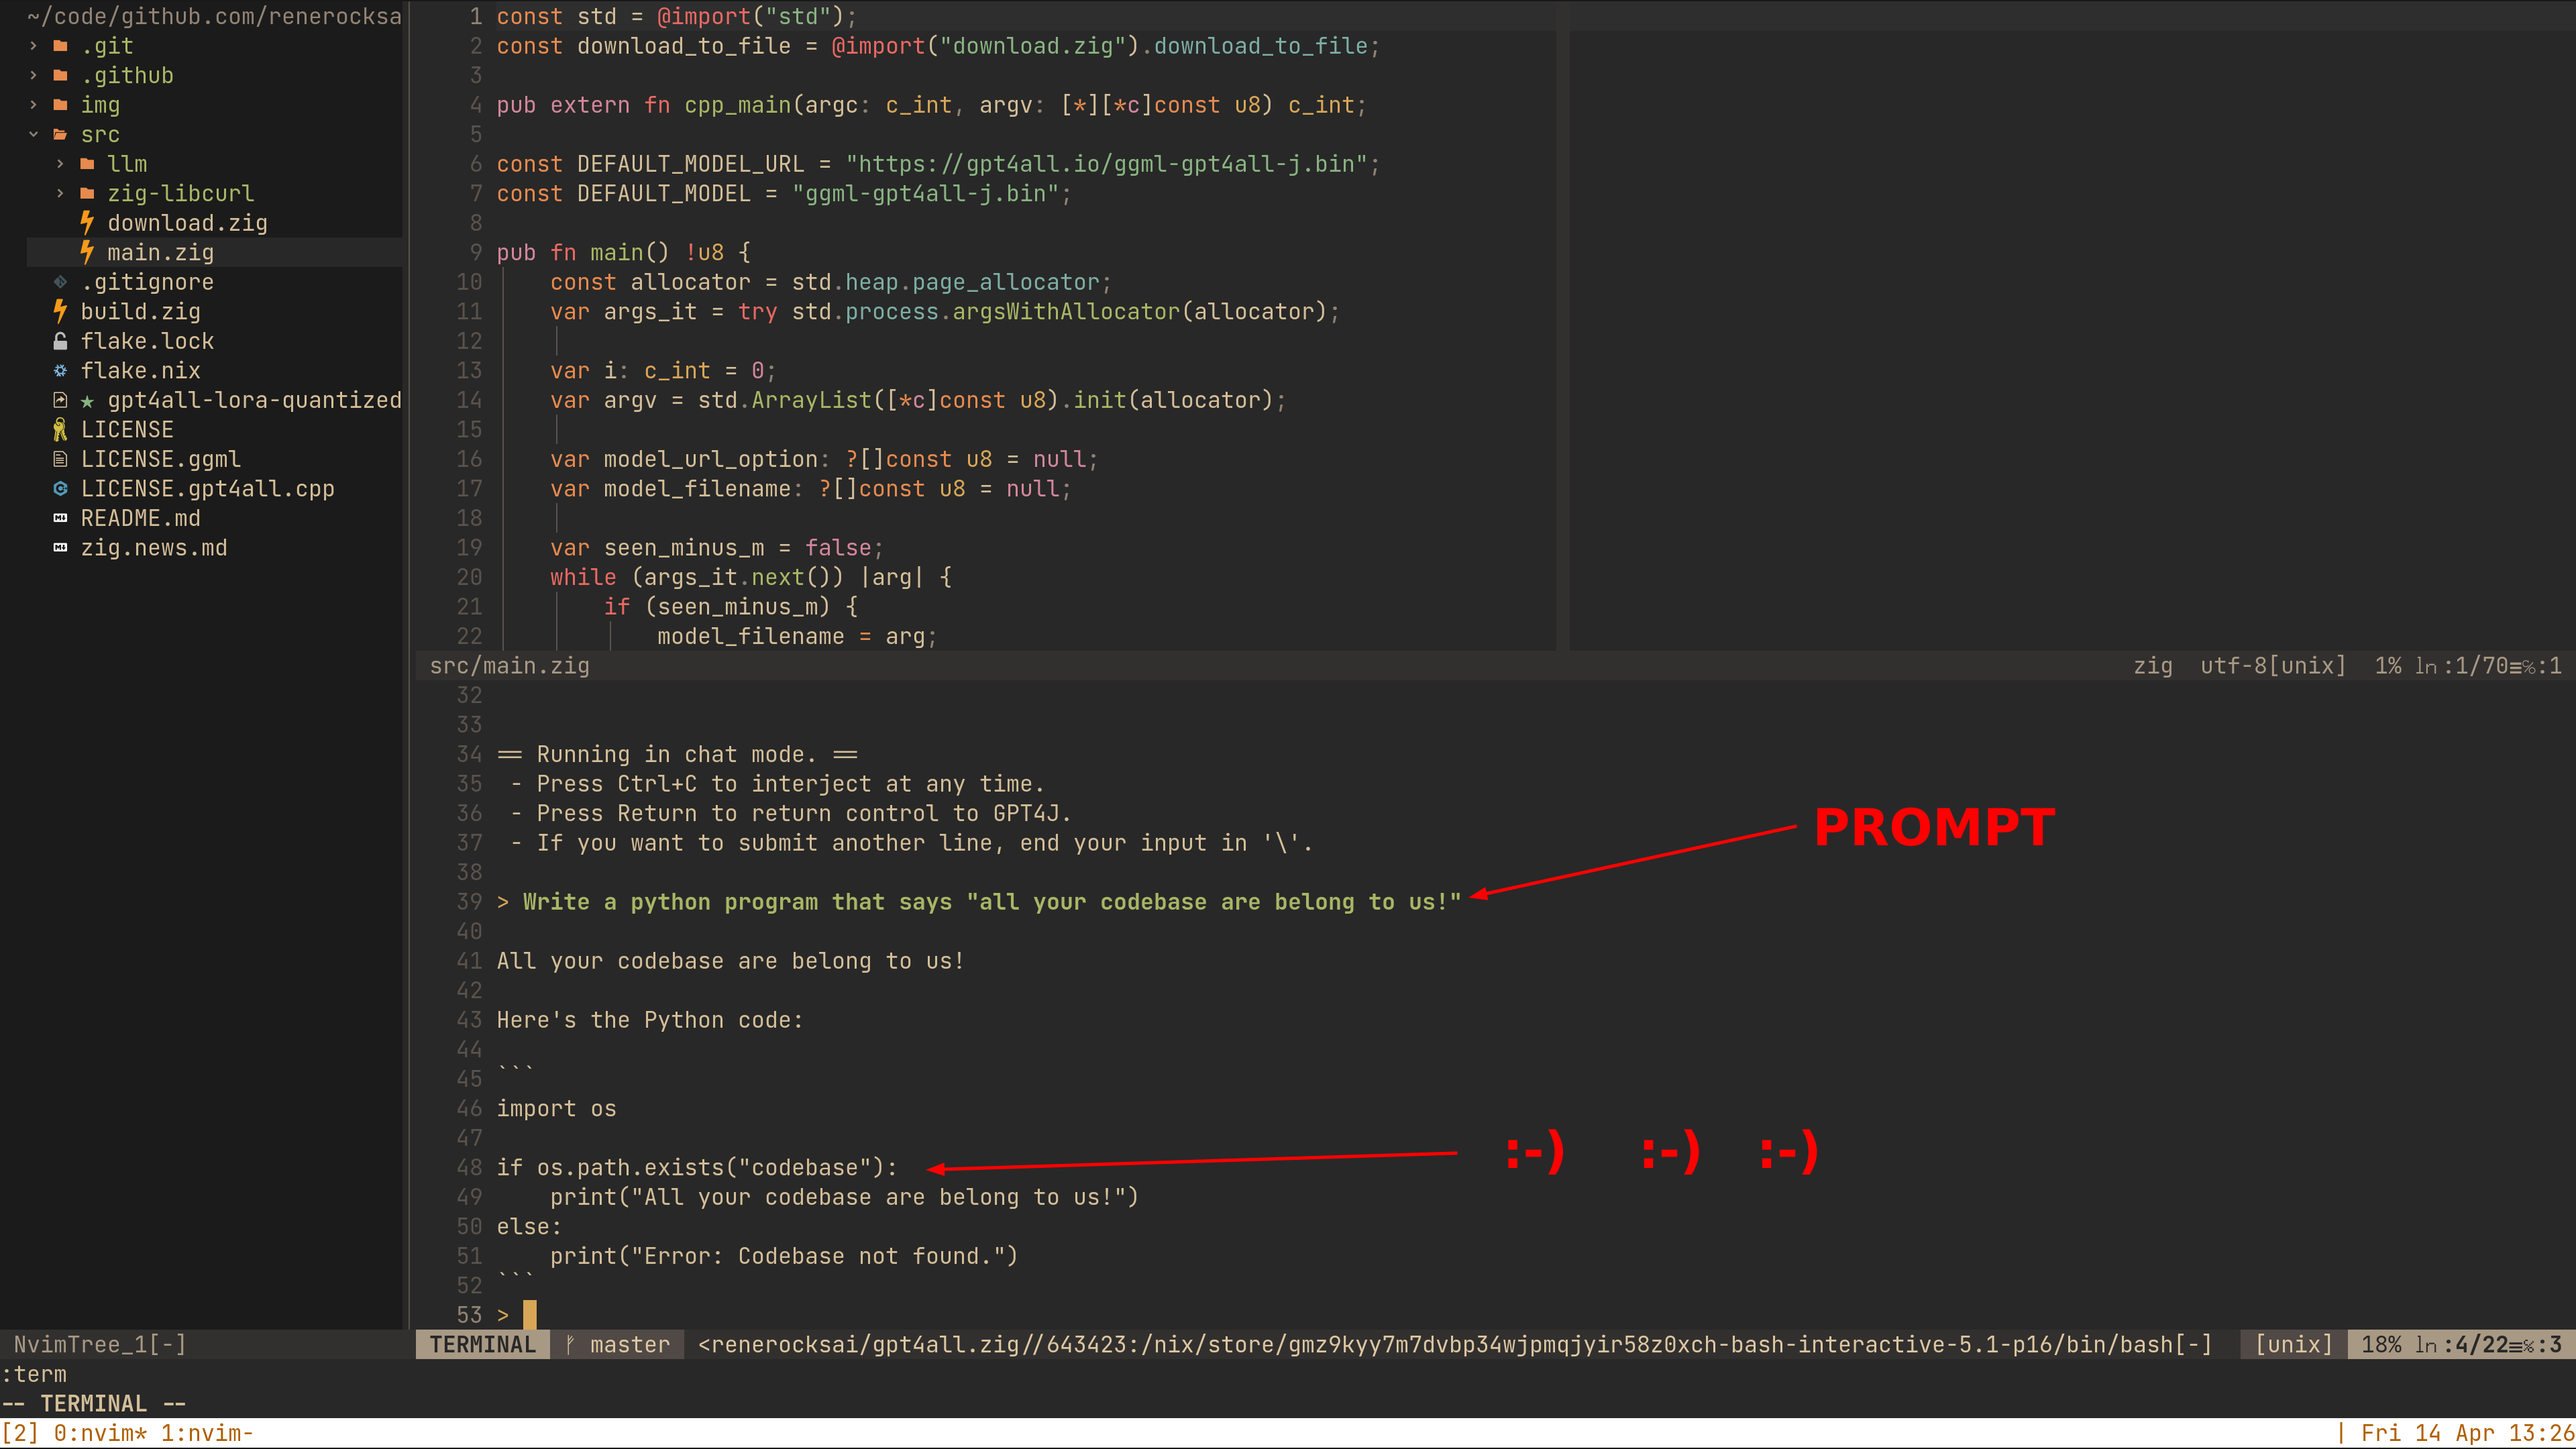 ~/code/github.com/renerocksa
.git
.github
img
src
llm
zig-libcurl
download.zig
main.zig
.gitignore
build.zig
flake.lock
flake.nix
gpt4all-lora-quantized
LICENSE
LICENSE.ggml
LICENSE.gpt4all.cpp
README.md
zig.news.md
NvimTree_1[-]
1 const std = @import("std");
2 const download_to_file = @import("download.zig").download_to_file;
3
4 pub extern fn cpp_main(argc: c_int, argv: [*][*c]const u8) c_int;
5
6 const DEFAULT_MODEL_URL = "https://gpt4all.io/ggml-gpt4all-j.bin";
7 const DEFAULT_MODEL = "ggml-gpt4all-j.bin";
8
9 pub fn main() !u8 {
10     const allocator = std.heap.page_allocator;
11     var args_it = try std.process.argsWithAllocator(allocator);
12
13     var i: c_int = 0;
14     var argv = std.ArrayList([*c]const u8).init(allocator);
15
16     var model_url_option: ?[]const u8 = null;
17     var model_filename: ?[]const u8 = null;
18
19     var seen_minus_m = false;
20     while (args_it.next()) |arg| {
21         if (seen_minus_m) {
22             model_filename = arg;
src/main.zig zig utf-8[unix] 1% ln:1/70≡%:1
32
33
34 == Running in chat mode. ==
35  - Press Ctrl+C to interject at any time.
36  - Press Return to return control to GPT4J.
37  - If you want to submit another line, end your input in '\'.
38
PROMPT
39 > Write a python program that says "all your codebase are belong to us!"
40
41 All your codebase are belong to us!
42
43 Here's the Python code:
44
45 ```
46 import os
47
:-) :-) :-)
48 if os.path.exists("codebase"):
49     print("All your codebase are belong to us!")
50 else:
51     print("Error: Codebase not found.")
52 ```
53 >
TERMINAL master <renerocksai/gpt4all.zig//643423:/nix/store/gmz9kyy7m7dvbp34wjpmqjyir58z0xch-bash-interactive-5.1-p16/bin/bash[-] [unix] 18% ln:4/22≡%:3
:term
-- TERMINAL --
[2] 0:nvim* 1:nvim- | Fri 14 Apr 13:26